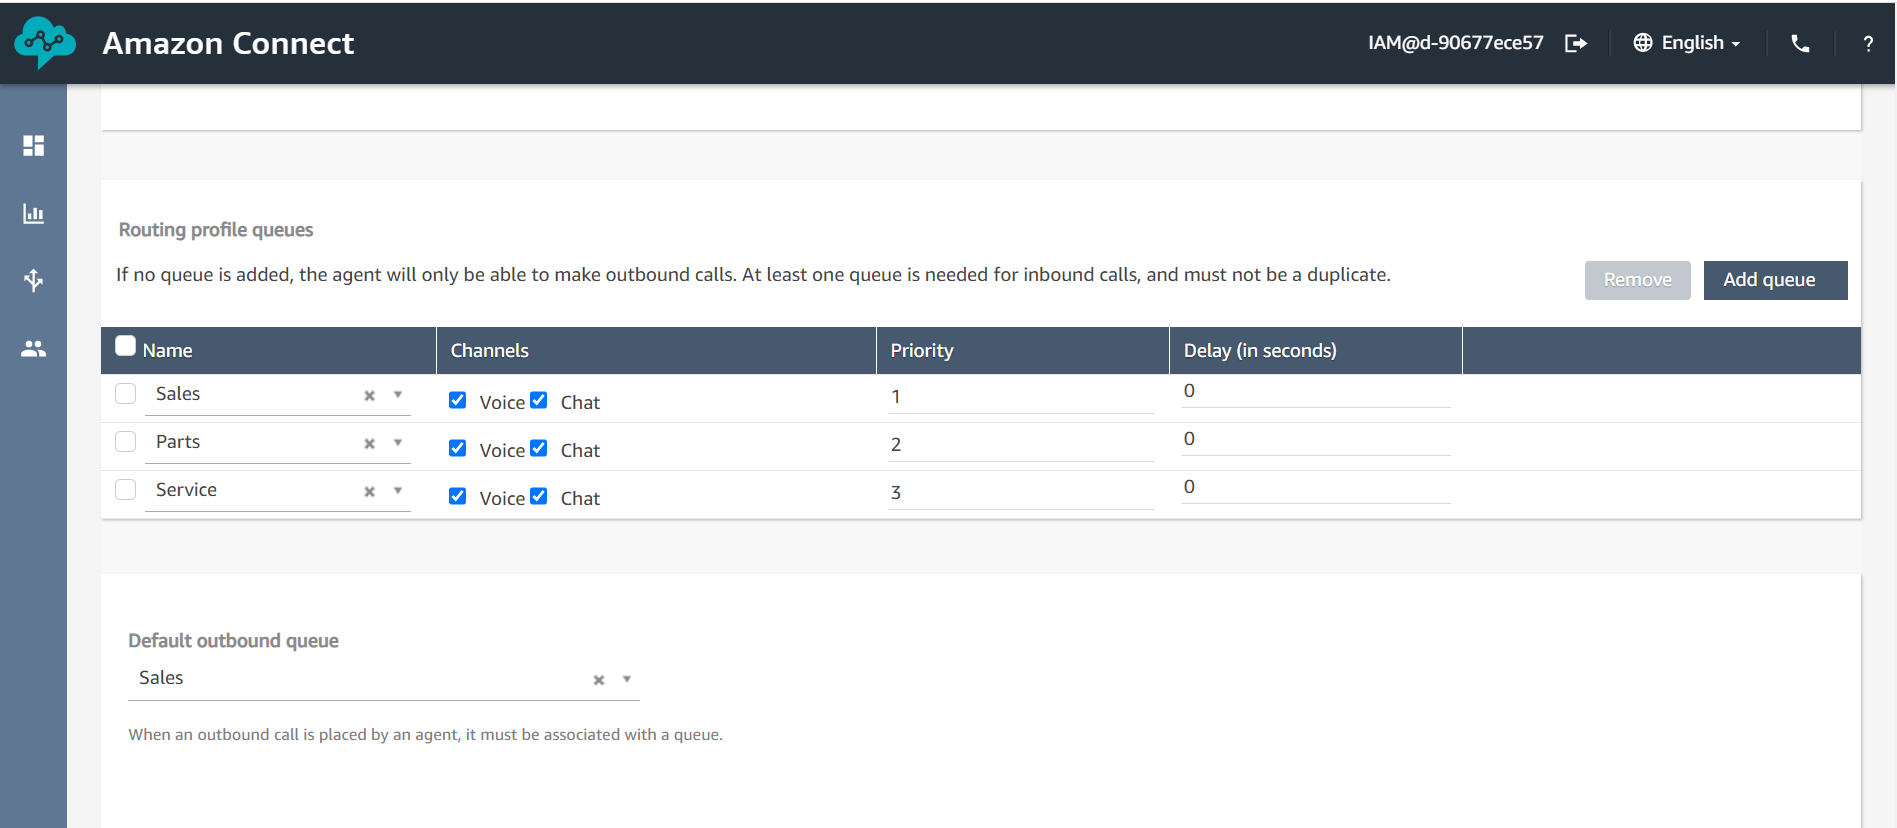 Amazon Connect
IAM@d-90677ece57
English
?
Routing profile queues
If no queue is added, the agent will only be able to make outbound calls. At least one queue is needed for inbound calls, and must not be a duplicate.
Remove
Add queue
Name Channels Priority Delay (in seconds)
Sales Voice Chat 1 0
Parts Voice Chat 2 0
Service Voice Chat 3 0
Default outbound queue
Sales
When an outbound call is placed by an agent, it must be associated with a queue.